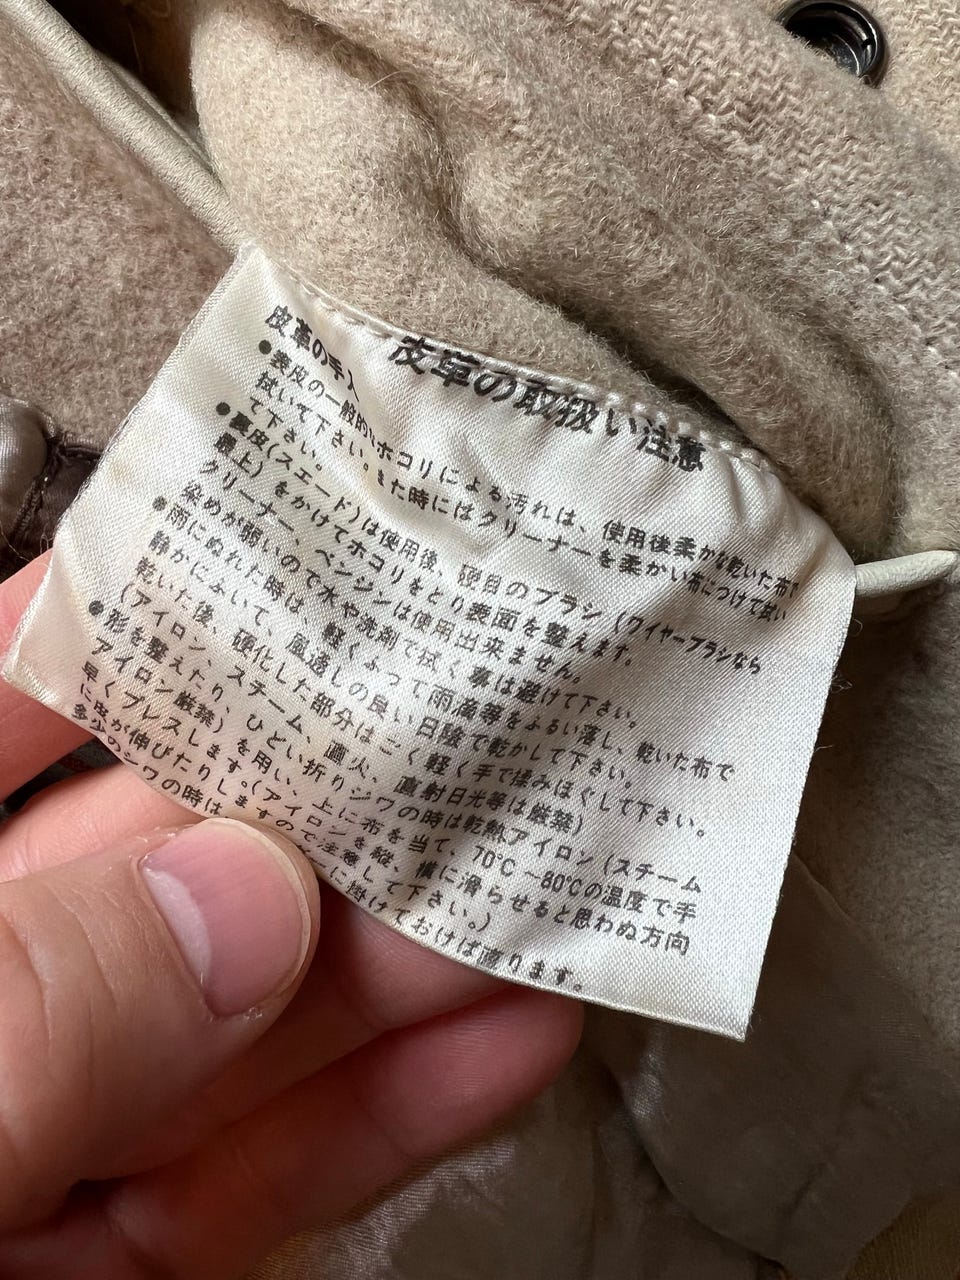 皮革の取扱い注意
皮革の手入
●表皮の一般的ホコリによる汚れは、使用後柔かな乾いた布で
拭いて下さい。また時にはクリーナーを柔かい布につけて拭い
て下さい。
●裏皮(スエード)は使用後、硬目のブラシ(ワイヤーブラシなら
最上)をかけてホコリをとり表面を整えます。
クリーナー、ベンジンは使用出来ません。
染めが弱いので水や洗剤で拭く事は避けて下さい。
●雨にぬれた時は、軽くふって雨滴等をふるい落し、乾いた布で
静かにふいて、風通しの良い日陰で乾かして下さい。
乾いた後、硬化した部分はごく軽く手で揉みほぐして下さい。
(アイロン、スチーム、直火、直射日光等は厳禁)
●形を整えたり、ひどい折りジワの時は乾熱アイロン(スチーム
アイロン厳禁)を用い、上に布を当て、70℃～80℃の温度で手
早くプレスします。(アイロンを縦、横に滑らせると思わぬ方向
に皮が伸びたりしますので注意して下さい。)
多少のシワの時は に掛けておけば直ります。